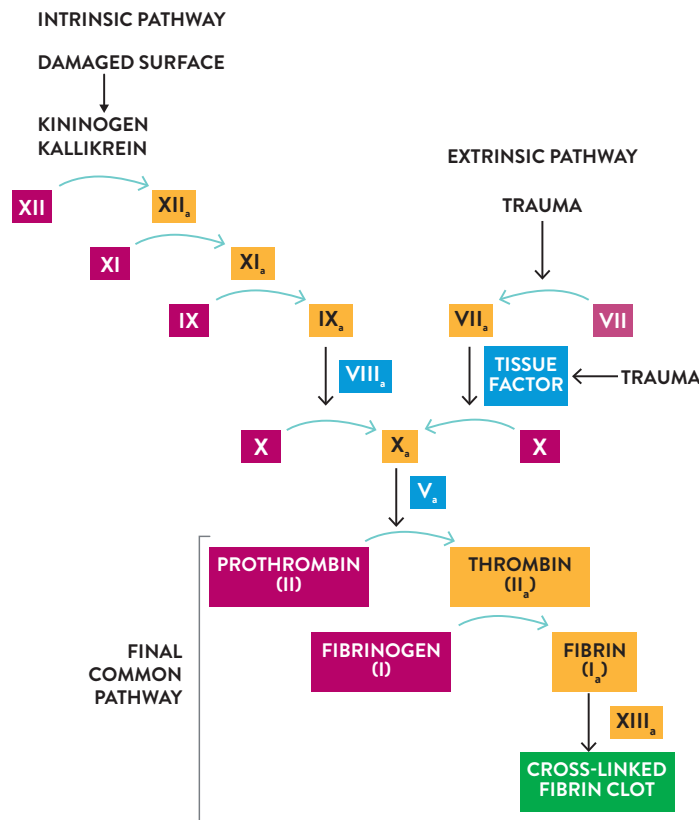 INTRINSIC PATHWAY
DAMAGED SURFACE
KININOGEN
KALLIKREIN
EXTRINSIC PATHWAY
TRAUMA
XII
XIIa
XI
XIa
IX
IXa
VIIa
VII
VIIIa
TISSUE
FACTOR
TRAUMA
X
Xa
X
Va
PROTHROMBIN
(II)
THROMBIN
(IIa)
FINAL
COMMON
PATHWAY
FIBRINOGEN
(I)
FIBRIN
(Ia)
XIIIa
CROSS-LINKED
FIBRIN CLOT